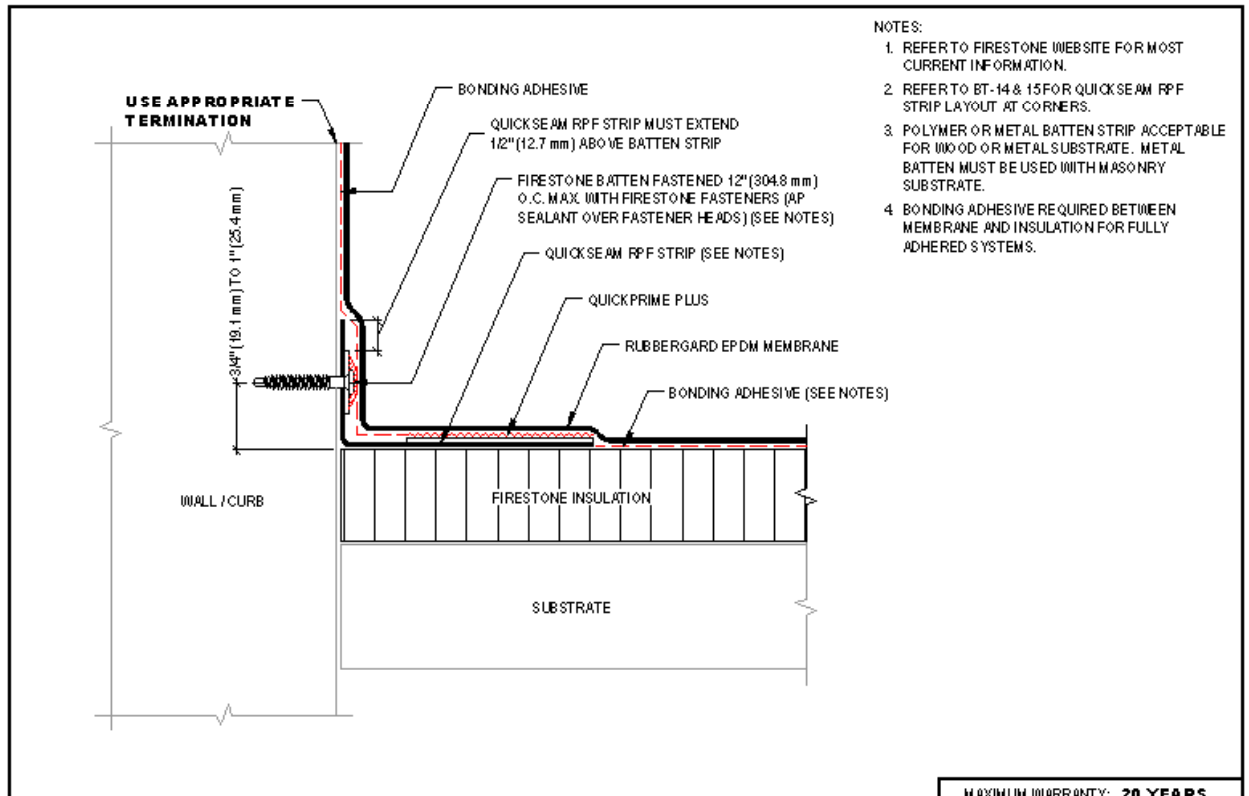 NOTES:
1. REFER TO FIRESTONE WEBSITE FOR MOST
CURRENT INFORMATION.
2. REFER TO BT-14 & 15 FOR QUICKSEAM RPF
STRIP LAYOUT AT CORNERS.
3. POLYMER OR METAL BATTEN STRIP ACCEPTABLE
FOR WOOD OR METAL SUBSTRATE. METAL
BATTEN MUST BE USED WITH MASONRY
SUBSTRATE.
4. BONDING ADHESIVE REQUIRED BETWEEN
MEMBRANE AND INSULATION FOR FULLY
ADHERED SYSTEMS.
USE APPROPRIATE
TERMINATION
BONDING ADHESIVE
QUICKSEAM RPF STRIP MUST EXTEND
1/2" (12.7 mm) ABOVE BATTEN STRIP
FIRESTONE BATTEN FASTENED 12" (304.8 mm)
O.C. MAX. WITH FIRESTONE FASTENERS (AP
SEALANT OVER FASTENER HEADS) (SEE NOTES)
QUICKSEAM RPF STRIP (SEE NOTES)
QUICKPRIME PLUS
RUBBERGARD EPDM MEMBRANE
BONDING ADHESIVE (SEE NOTES)
3/4" (19.1 mm) TO 1" (25.4 mm)
WALL / CURB
FIRESTONE INSULATION
SUBSTRATE
MAXIMUM WARRANTY: 20 YEARS